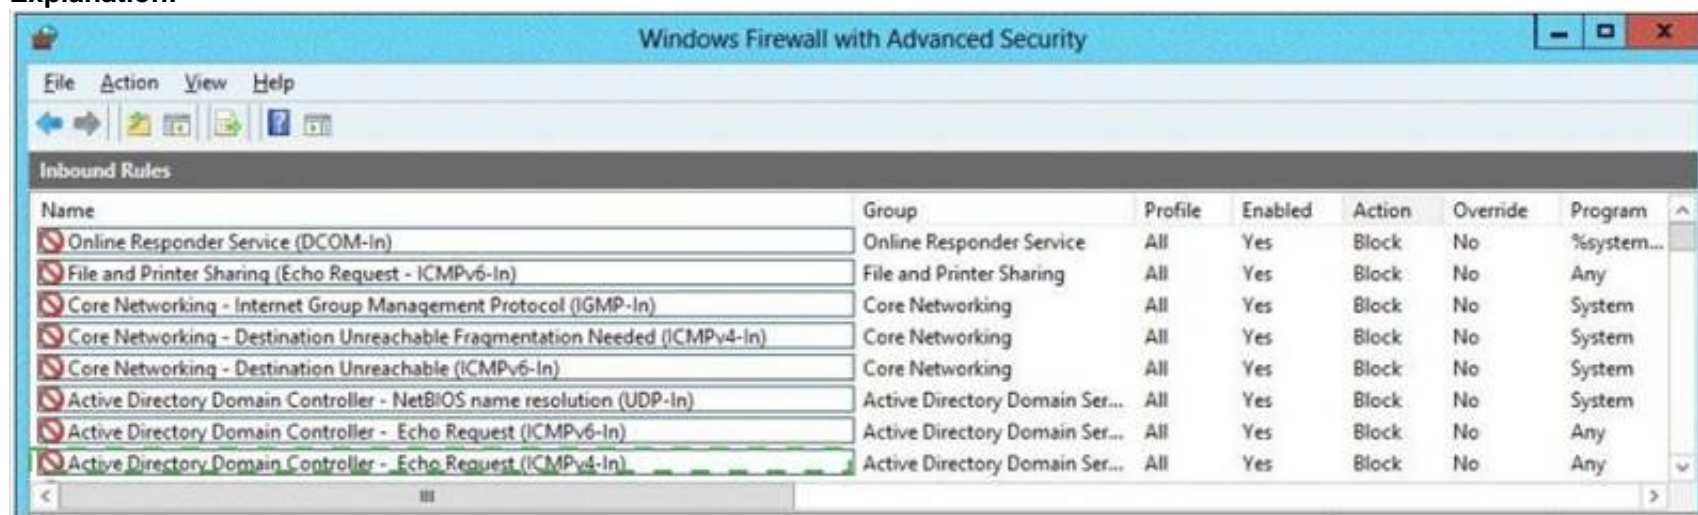 Explanation:
Windows Firewall with Advanced Security
File Action View Help
Inbound Rules
Name Group Profile Enabled Action Override Program
Online Responder Service (DCOM-In) Online Responder Service All Yes Block No %system...
File and Printer Sharing (Echo Request - ICMPv6-In) File and Printer Sharing All Yes Block No Any
Core Networking - Internet Group Management Protocol (IGMP-In) Core Networking All Yes Block No System
Core Networking - Destination Unreachable Fragmentation Needed (ICMPv4-In) Core Networking All Yes Block No System
Core Networking - Destination Unreachable (ICMPv6-In) Core Networking All Yes Block No System
Active Directory Domain Controller - NetBIOS name resolution (UDP-In) Active Directory Domain Ser... All Yes Block No System
Active Directory Domain Controller - Echo Request (ICMPv6-In) Active Directory Domain Ser... All Yes Block No Any
Active Directory Domain Controller - Echo Request (ICMPv4-In) Active Directory Domain Ser... All Yes Block No Any